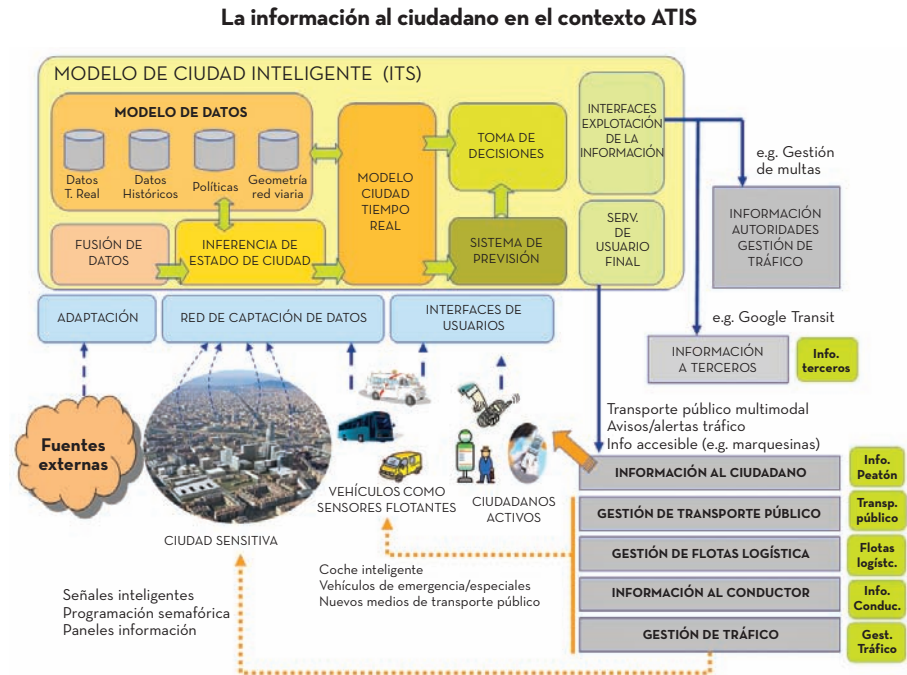 La información al ciudadano en el contexto ATIS
MODELO DE CIUDAD INTELIGENTE (ITS)
MODELO DE DATOS
Datos
T. Real
Datos
Históricos
Políticas
Geometría
red viaria
FUSIÓN DE
DATOS
INFERENCIA DE
ESTADO DE CIUDAD
MODELO
CIUDAD
TIEMPO
REAL
TOMA DE
DECISIONES
SISTEMA DE
PREVISIÓN
INTERFACES
EXPLOTACIÓN
DE LA
INFORMACIÓN
SERV.
DE
USUARIO
FINAL
e.g. Gestión
de multas
INFORMACIÓN
AUTORIDADES
GESTIÓN DE
TRÁFICO
ADAPTACIÓN
RED DE CAPTACIÓN DE DATOS
INTERFACES DE
USUARIOS
e.g. Google Transit
INFORMACIÓN
A TERCEROS
Info.
terceros
Fuentes
externas
CIUDAD SENSITIVA
VEHÍCULOS COMO
SENSORES FLOTANTES
CIUDADANOS
ACTIVOS
Transporte público multimodal
Avisos/alertas tráfico
Info accesible (e.g. marquesinas)
INFORMACIÓN AL CIUDADANO
Info.
Peatón
GESTIÓN DE TRANSPORTE PÚBLICO
Transp.
público
GESTIÓN DE FLOTAS LOGÍSTICA
Flotas
logístc.
INFORMACIÓN AL CONDUCTOR
Info.
Conduc.
GESTIÓN DE TRÁFICO
Gest.
Tráfico
Coche inteligente
Vehículos de emergencia/especiales
Nuevos medios de transporte público
Señales inteligentes
Programación semafórica
Paneles información